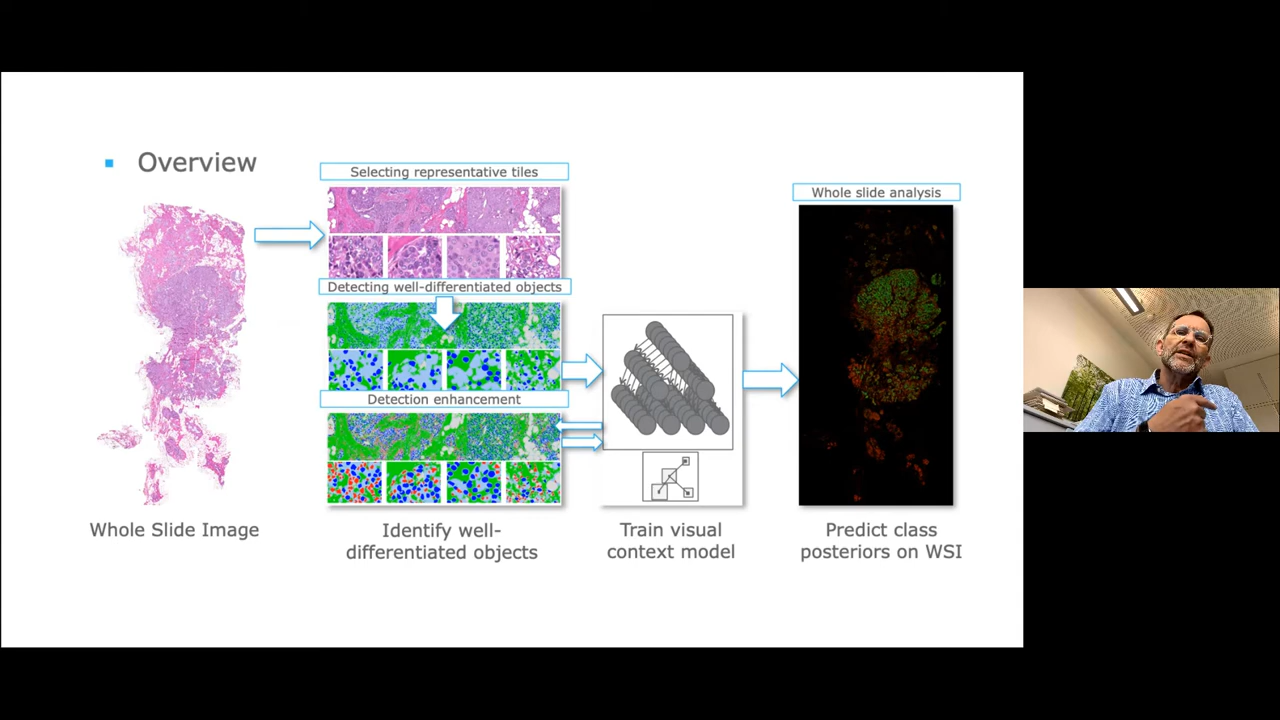 Overview
Selecting representative tiles
Detecting well-differentiated objects
Detection enhancement
Whole slide analysis
Whole Slide Image
Identify well-
differentiated objects
Train visual
context model
Predict class
posteriors on WSI